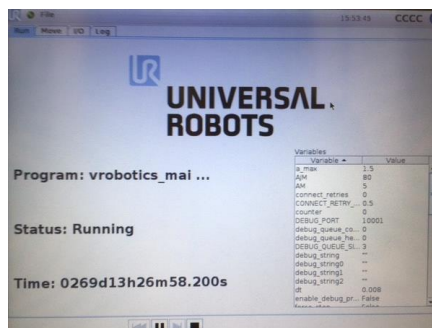 File
15:53:45 CCCC
Run Move I/O Log
UR
UNIVERSAL
ROBOTS
Program: vrobotics_mai ...
Status: Running
Time: 0269d13h26m58.200s
Variables
Variable Value
a_max 1.5
AJM 80
AM 5
connect_retries 0
CONNECT_RETRY_... 0.5
counter 0
DEBUG_PORT 10001
debug_queue_co... 0
debug_queue_he... 0
DEBUG_QUEUE_SI... 3
debug_string ""
debug_string0 ""
debug_string1 ""
debug_string2 ""
dt 0.008
enable_debug_pr... False